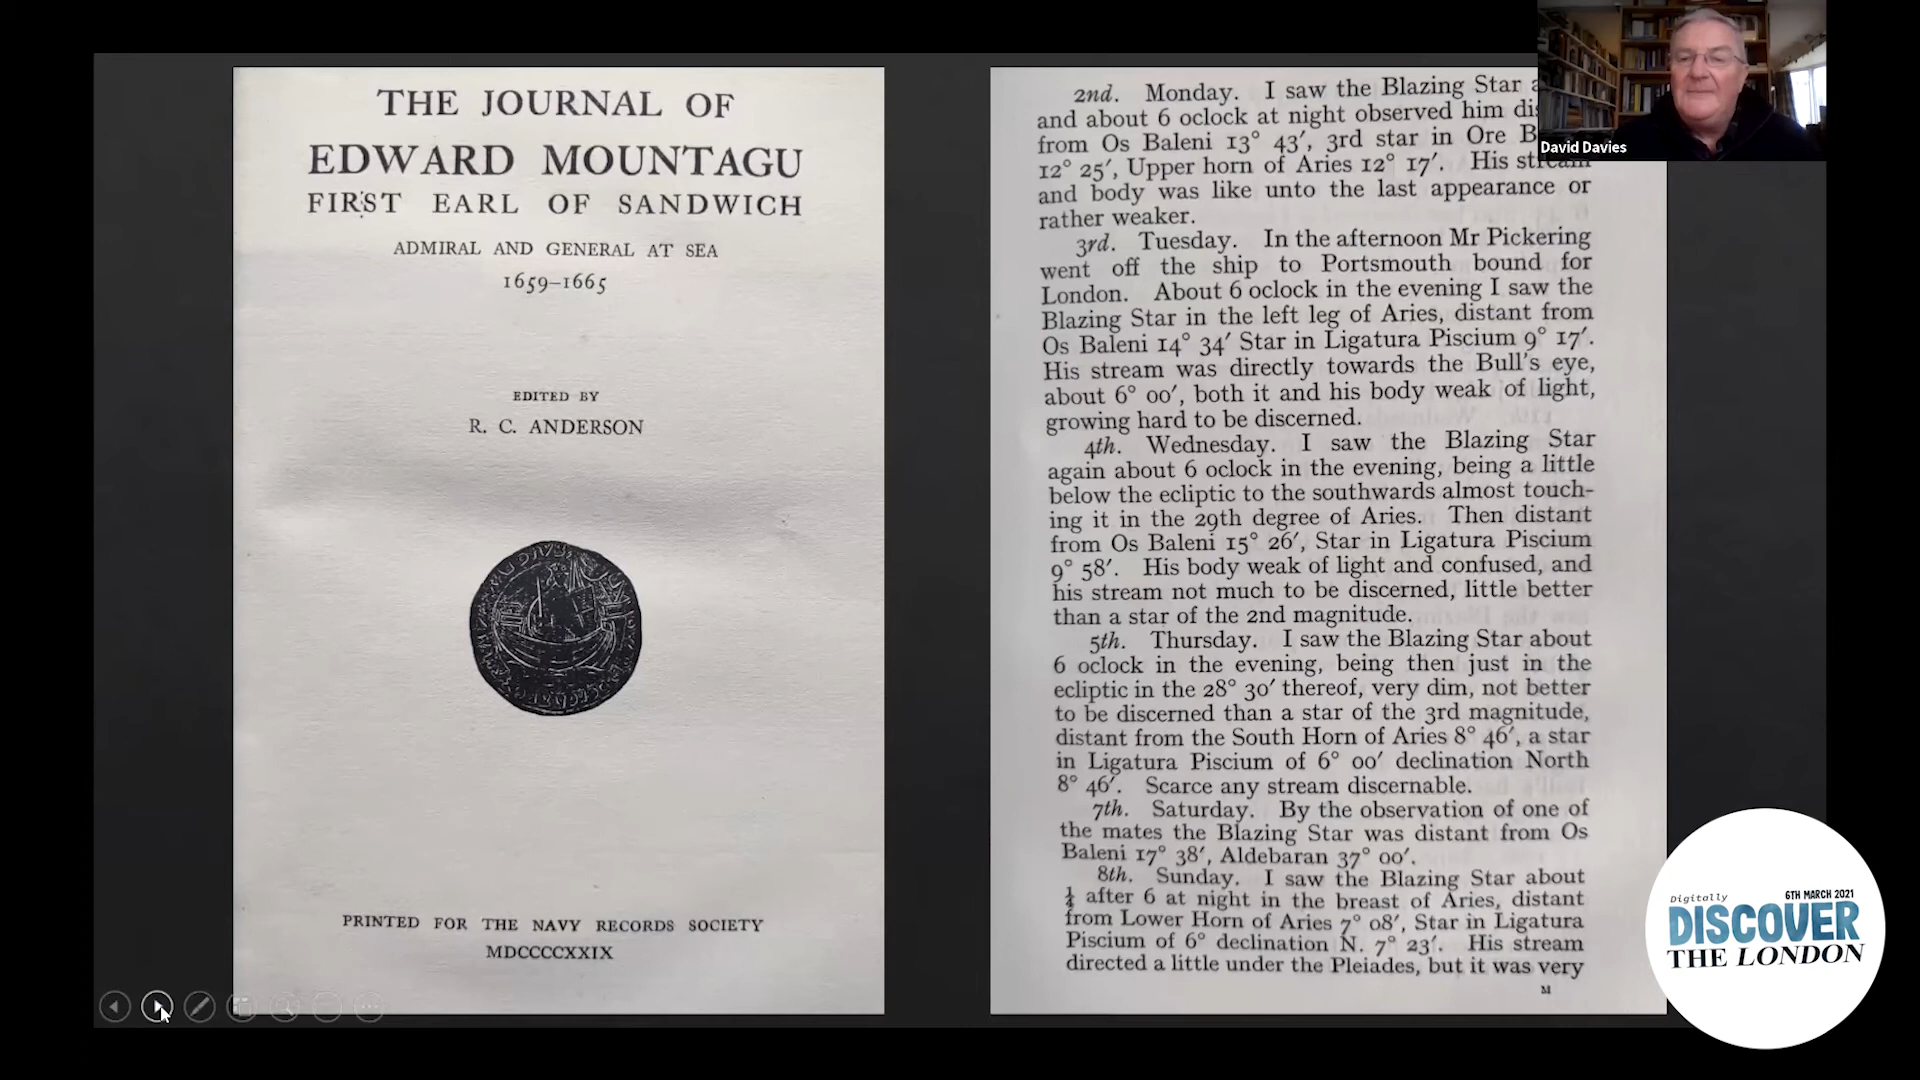 THE JOURNAL OF
EDWARD MOUNTAGU
FIRST EARL OF SANDWICH
ADMIRAL AND GENERAL AT SEA
1659–1665
EDITED BY
R. C. ANDERSON
PRINTED FOR THE NAVY RECORDS SOCIETY
MDCCCCXXIX
2nd. Monday. I saw the Blazing Star
and about 6 oclock at night observed him
from Os Baleni 13° 43′, 3rd star in Ore
12° 25′, Upper horn of Aries 12° 17′. His stream
and body was like unto the last appearance or
rather weaker.
3rd. Tuesday. In the afternoon Mr Pickering
went off the ship to Portsmouth bound for
London. About 6 oclock in the evening I saw the
Blazing Star in the left leg of Aries, distant from
Os Baleni 14° 34′ Star in Ligatura Piscium 9° 17′.
His stream was directly towards the Bull's eye,
about 6° 00′, both it and his body weak of light,
growing hard to be discerned.
4th. Wednesday. I saw the Blazing Star
again about 6 oclock in the evening, being a little
below the ecliptic to the southwards almost touch-
ing it in the 29th degree of Aries. Then distant
from Os Baleni 15° 26′, Star in Ligatura Piscium
9° 58′. His body weak of light and confused, and
his stream not much to be discerned, little better
than a star of the 2nd magnitude.
5th. Thursday. I saw the Blazing Star about
6 oclock in the evening, being then just in the
ecliptic in the 28° 30′ thereof, very dim, not better
to be discerned than a star of the 3rd magnitude,
distant from the South Horn of Aries 8° 46′, a star
in Ligatura Piscium of 6° 00′ declination North
8° 46′. Scarce any stream discernable.
7th. Saturday. By the observation of one of
the mates the Blazing Star was distant from Os
Baleni 17° 38′, Aldebaran 37° 00′.
8th. Sunday. I saw the Blazing Star about
after 6 at night in the breast of Aries, distant
from Lower Horn of Aries 7° 08′, Star in Ligatura
Piscium of 6° declination N. 7° 23′. His stream
directed a little under the Pleiades, but it was very
M
David Davies
Digitally
6TH MARCH 2021
DISCOVER
THE LONDON